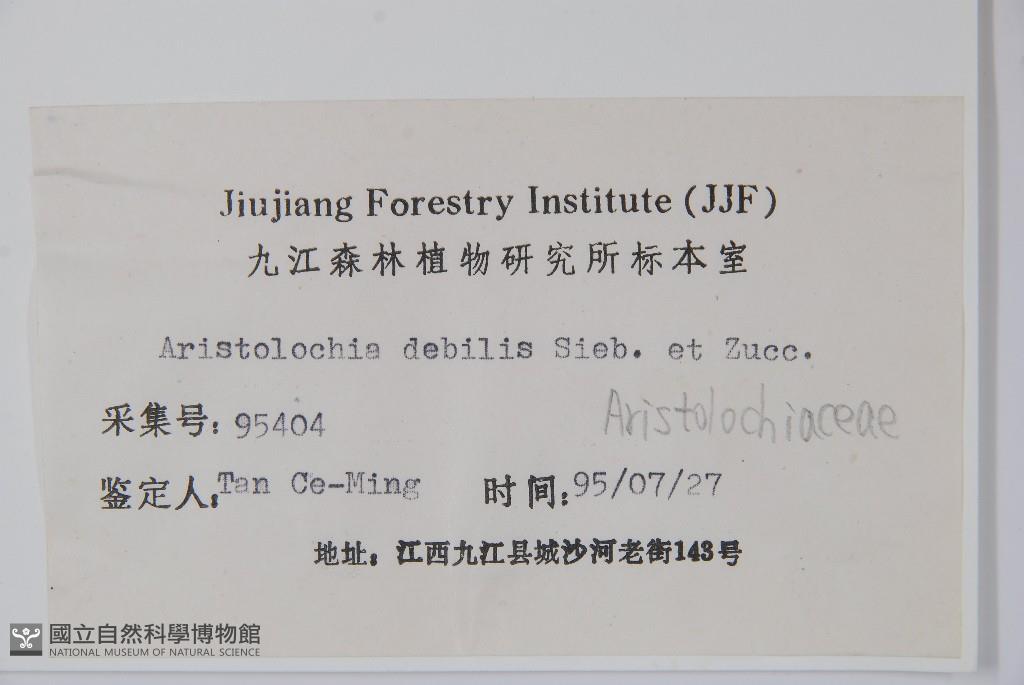 Jiujiang Forestry Institute (JJF)
九江森林植物研究所标本室
Aristolochia debilis Sieb. et Zucc.
采集号: 95404
Aristolochiaceae
鉴定人: Tan Ce-Ming 时间: 95/07/27
地址: 江西九江县城沙河老街143号
國立自然科學博物館
NATIONAL MUSEUM OF NATURAL SCIENCE